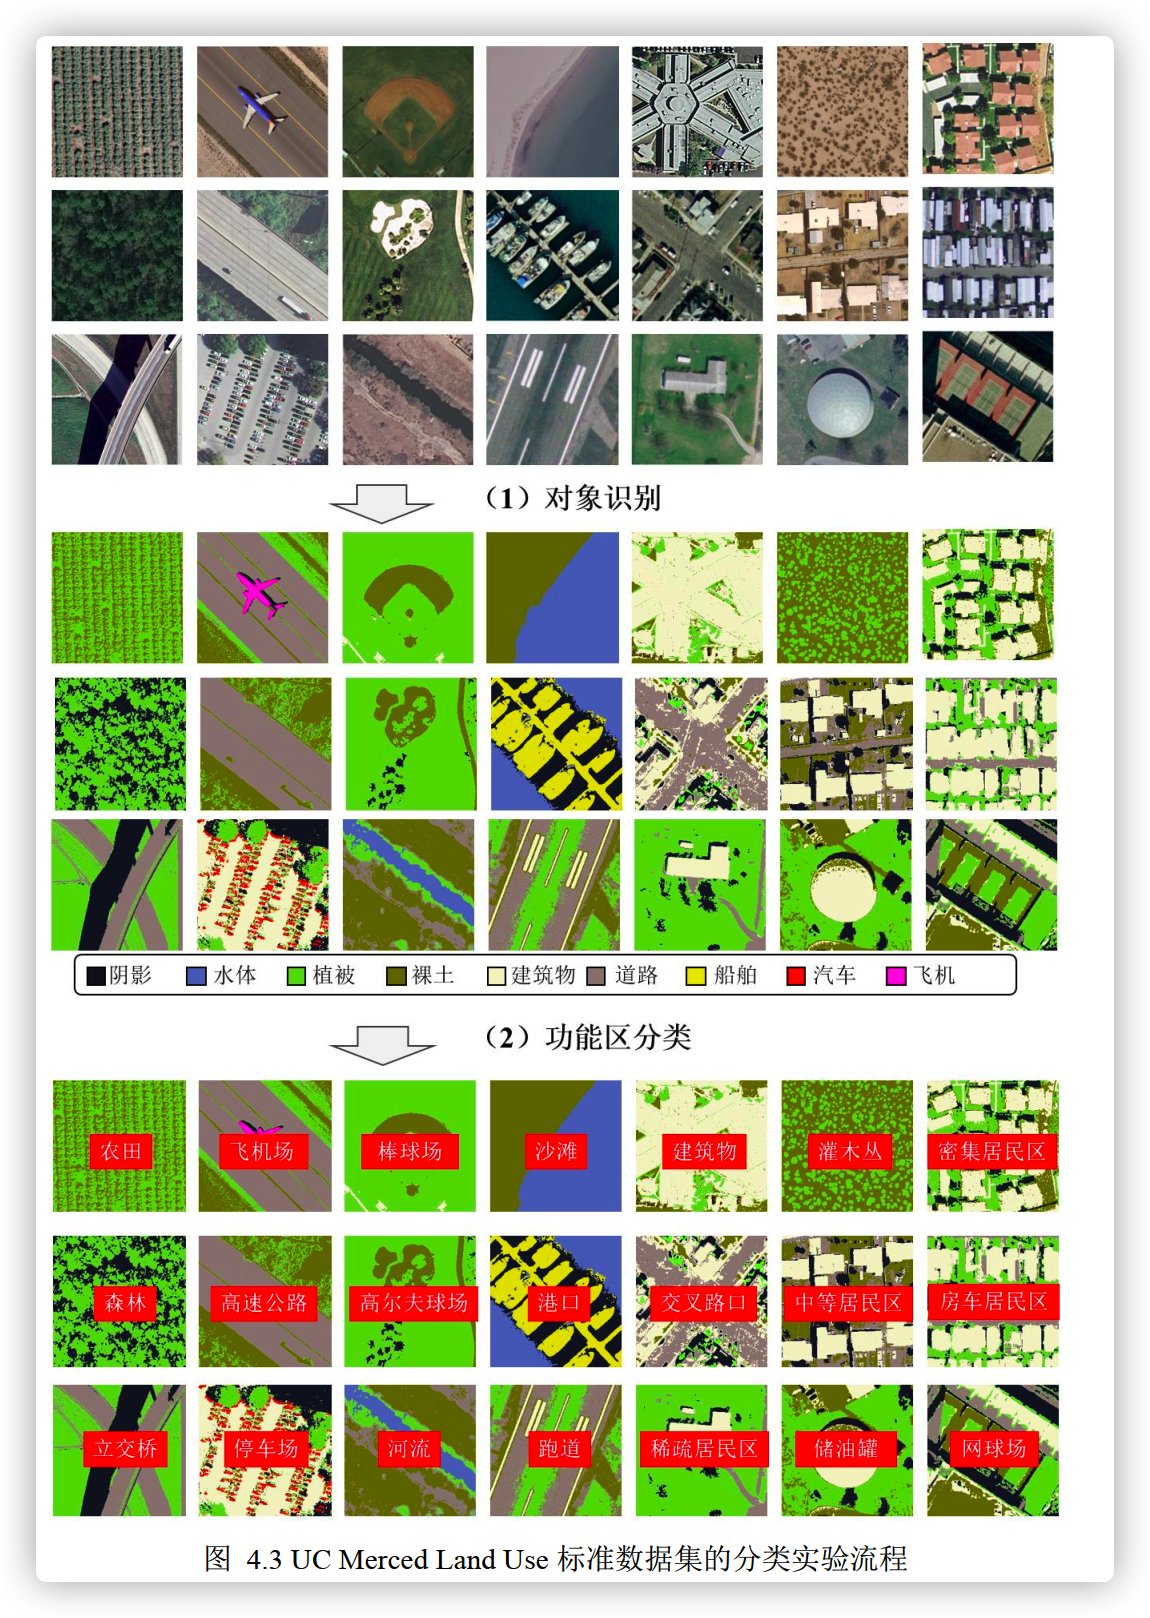 （1）对象识别
阴影 水体 植被 裸土 建筑物 道路 船舶 汽车 飞机
（2）功能区分类
农田 飞机场 棒球场 沙滩 建筑物 灌木丛 密集居民区
森林 高速公路 高尔夫球场 港口 交叉路口 中等居民区 房车居民区
立交桥 停车场 河流 跑道 稀疏居民区 储油罐 网球场
图 4.3 UC Merced Land Use 标准数据集的分类实验流程